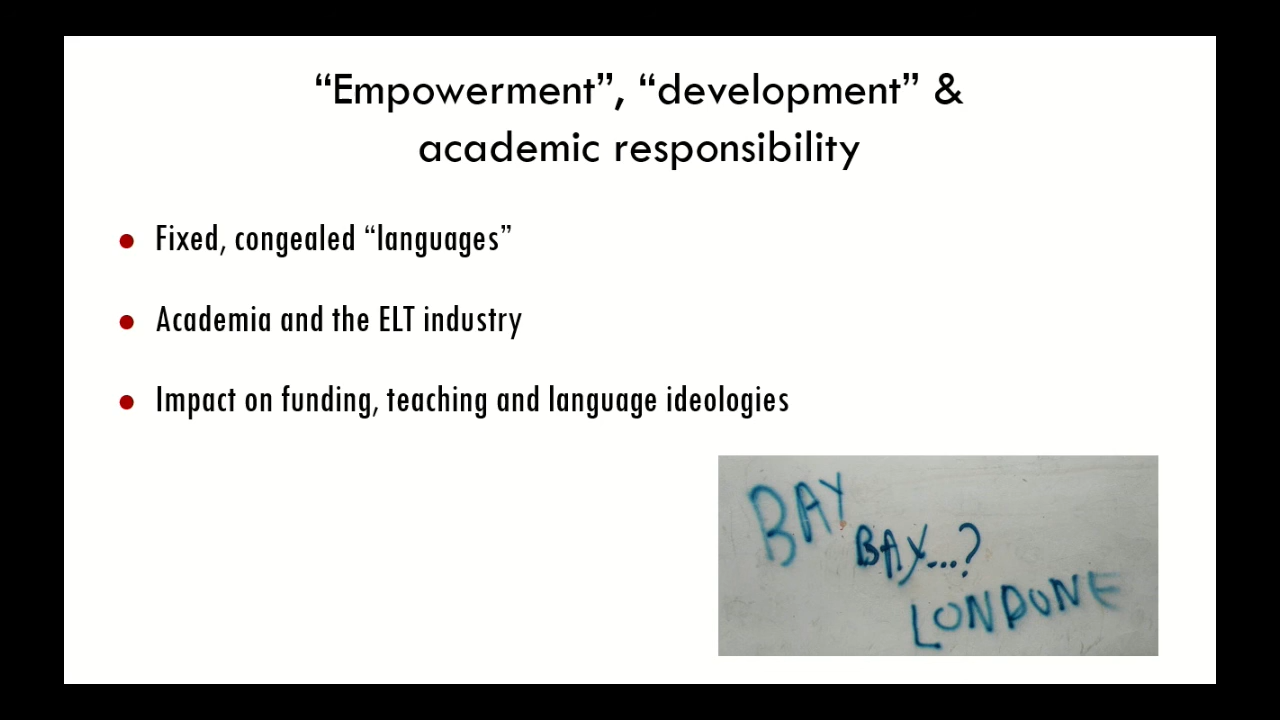 “Empowerment”, “development” &
academic responsibility
• Fixed, congealed “languages”
• Academia and the ELT industry
• Impact on funding, teaching and language ideologies
BAY
BAY...?
LONDONE